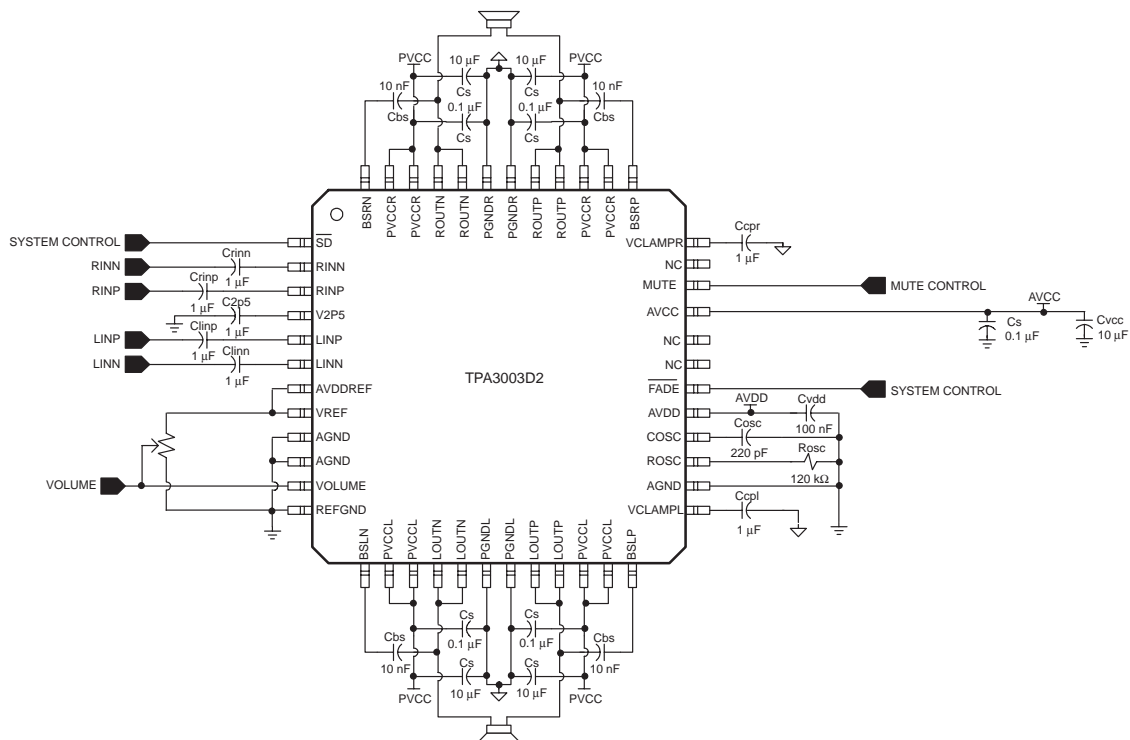 PVCC
10 µF
10 µF
PVCC
10 nF
Cs
Cs
10 nF
0.1 µF
0.1 µF
Cbs
Cs
Cs
Cbs
BSRN
PVCCR
PVCCR
ROUTN
ROUTN
PGNDR
PGNDR
ROUTP
ROUTP
PVCCR
PVCCR
BSRP
SYSTEM CONTROL
SD
VCLAMPR
Ccpr
1 µF
RINN
Crinn
1 µF
RINN
NC
RINP
Crinp
1 µF
RINP
MUTE
MUTE CONTROL
C2p5
1 µF
V2P5
AVCC
AVCC
Cs
0.1 µF
Cvcc
10 µF
LINP
Clinp
1 µF
LINP
NC
LINN
Clinn
1 µF
LINN
NC
TPA3003D2
AVDDREF
FADE
SYSTEM CONTROL
VREF
AVDD
AVDD
Cvdd
100 nF
AGND
COSC
Cosc
220 pF
AGND
ROSC
Rosc
120 kΩ
VOLUME
VOLUME
AGND
REFGND
VCLAMPL
Ccpl
1 µF
BSLN
PVCCL
PVCCL
LOUTN
LOUTN
PGNDL
PGNDL
LOUTP
LOUTP
PVCCL
PVCCL
BSLP
Cs
Cs
Cbs
0.1 µF
0.1 µF
Cbs
10 nF
Cs
Cs
10 nF
PVCC
10 µF
10 µF
PVCC